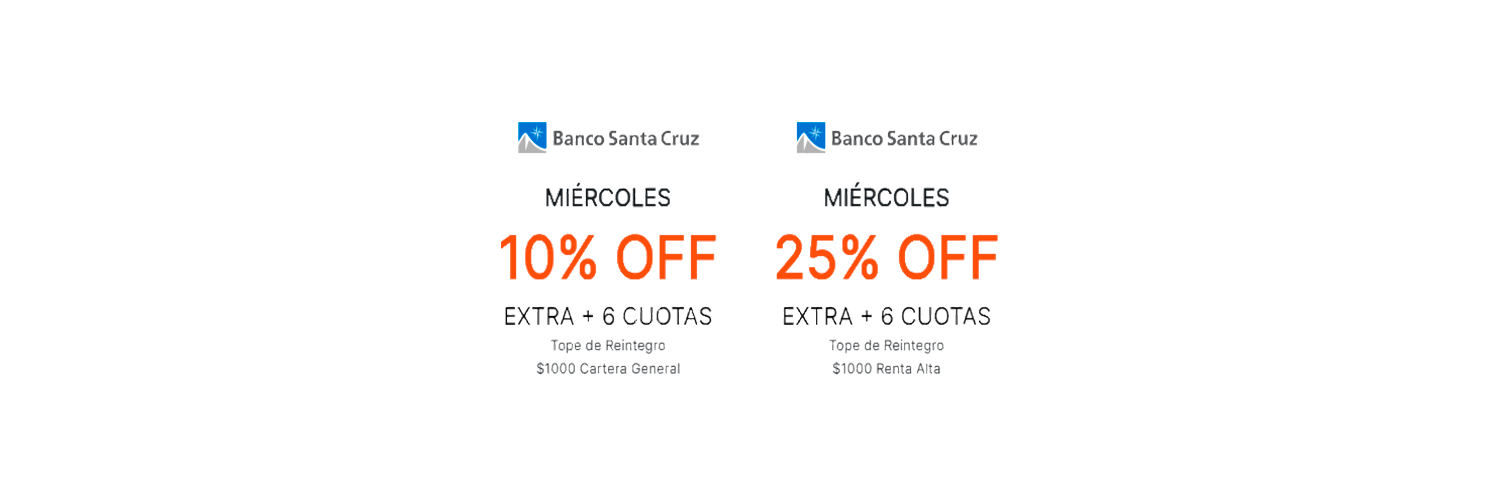 Banco Santa Cruz
MIÉRCOLES
10% OFF
EXTRA + 6 CUOTAS
Tope de Reintegro
$1000 Cartera General
Banco Santa Cruz
MIÉRCOLES
25% OFF
EXTRA + 6 CUOTAS
Tope de Reintegro
$1000 Renta Alta